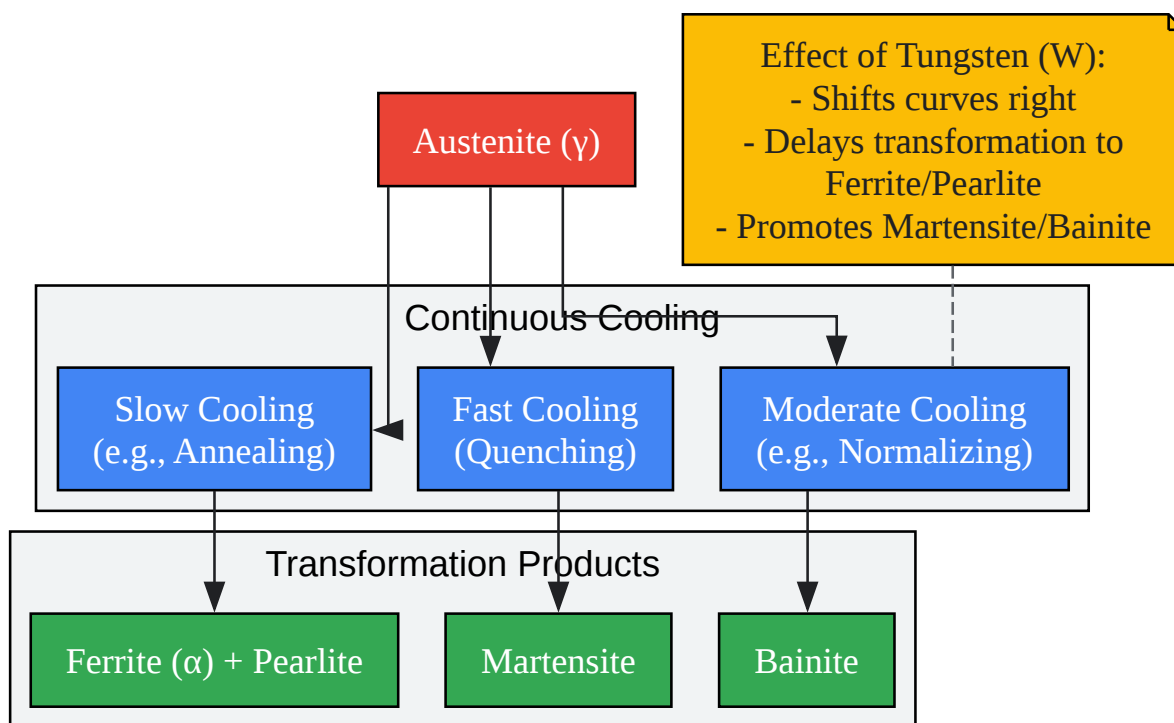 Effect of Tungsten (W):
- Shifts curves right
- Delays transformation to
Ferrite/Pearlite
- Promotes Martensite/Bainite
Austenite (γ)
Continuous Cooling
Slow Cooling
(e.g., Annealing)
Fast Cooling
(Quenching)
Moderate Cooling
(e.g., Normalizing)
Transformation Products
Ferrite (α) + Pearlite
Martensite
Bainite